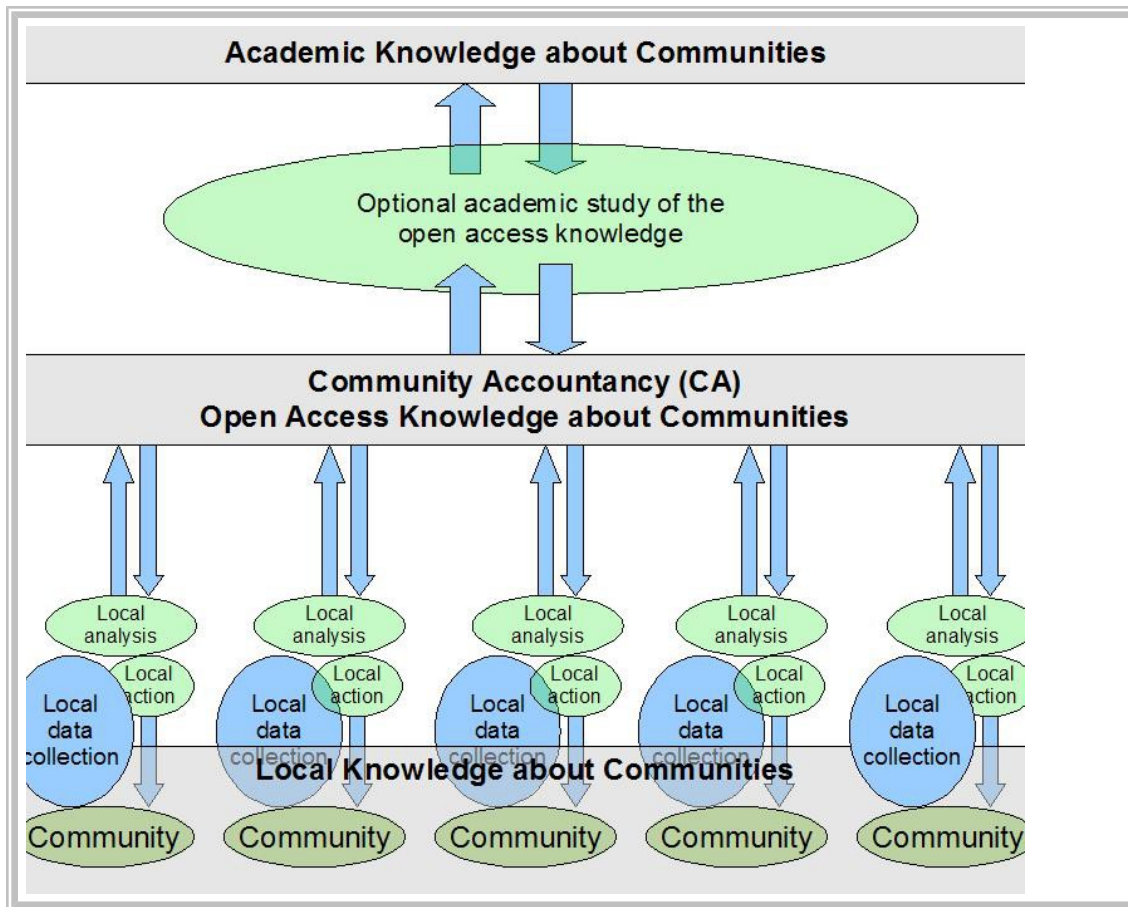 Academic Knowledge about Communities
Optional academic study of the
open access knowledge
Community Accountancy (CA)
Open Access Knowledge about Communities
Local
analysis
Local
analysis
Local
analysis
Local
analysis
Local
analysis
Local
action
Local
action
Local
action
Local
action
Local
action
Local
data
collection
Local
data
collection
Local
data
collection
Local
data
collection
Local
data
collection
Local Knowledge about Communities
Community
Community
Community
Community
Community